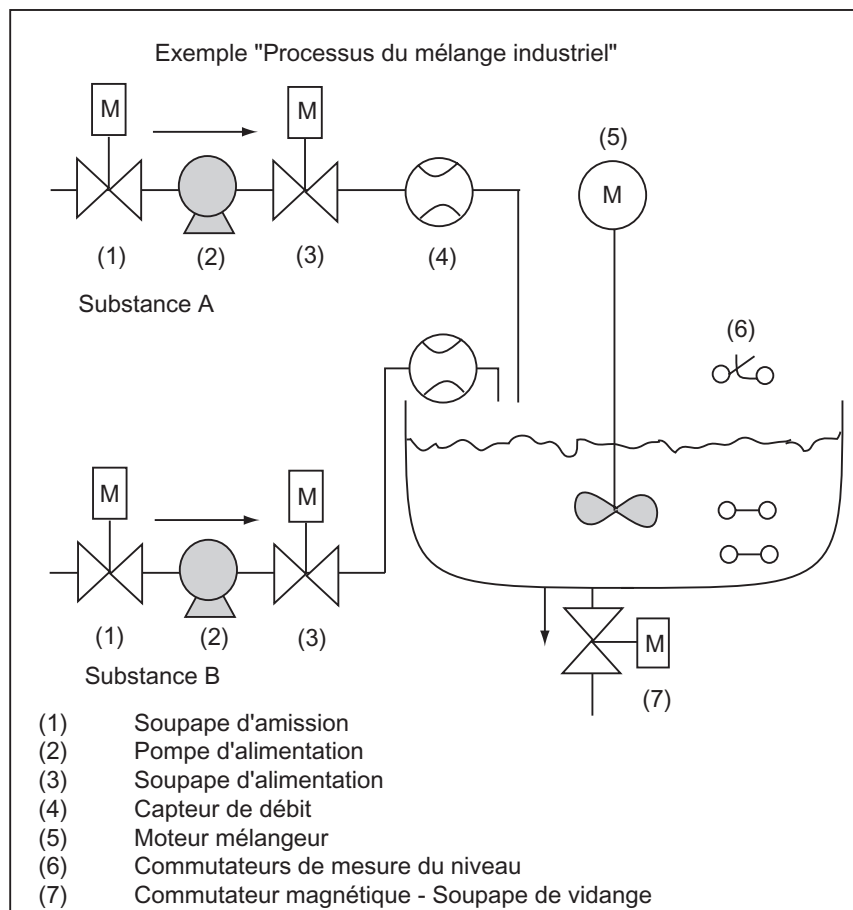 Exemple "Processus du mélange industriel"
M
M
(5)
M
(1)
(2)
(3)
(4)
Substance A
(6)
M
M
(1)
(2)
(3)
M
Substance B
(7)
(1) Soupape d'amission
(2) Pompe d'alimentation
(3) Soupape d'alimentation
(4) Capteur de débit
(5) Moteur mélangeur
(6) Commutateurs de mesure du niveau
(7) Commutateur magnétique - Soupape de vidange